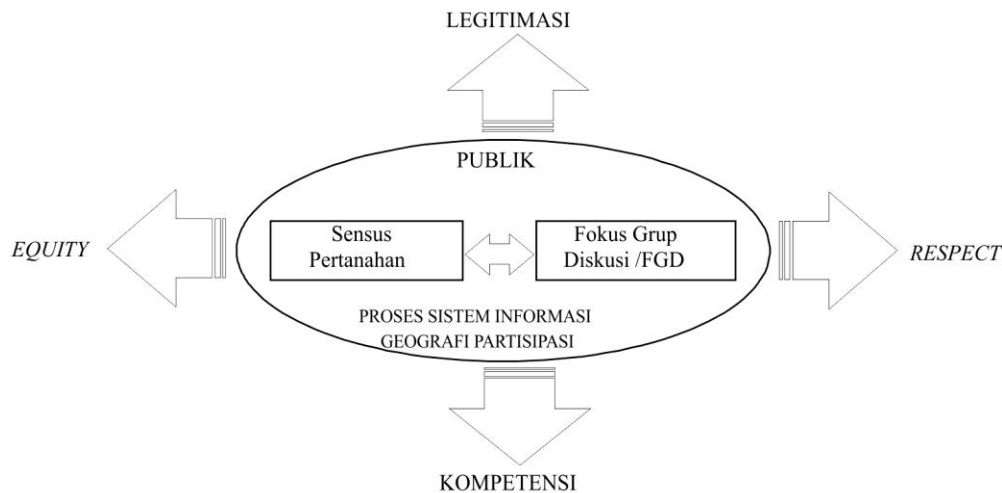 LEGITIMASI
PUBLIK
EQUITY
Sensus
Pertanahan
Fokus Grup
Diskusi /FGD
RESPECT
PROSES SISTEM INFORMASI
GEOGRAFI PARTISIPASI
KOMPETENSI